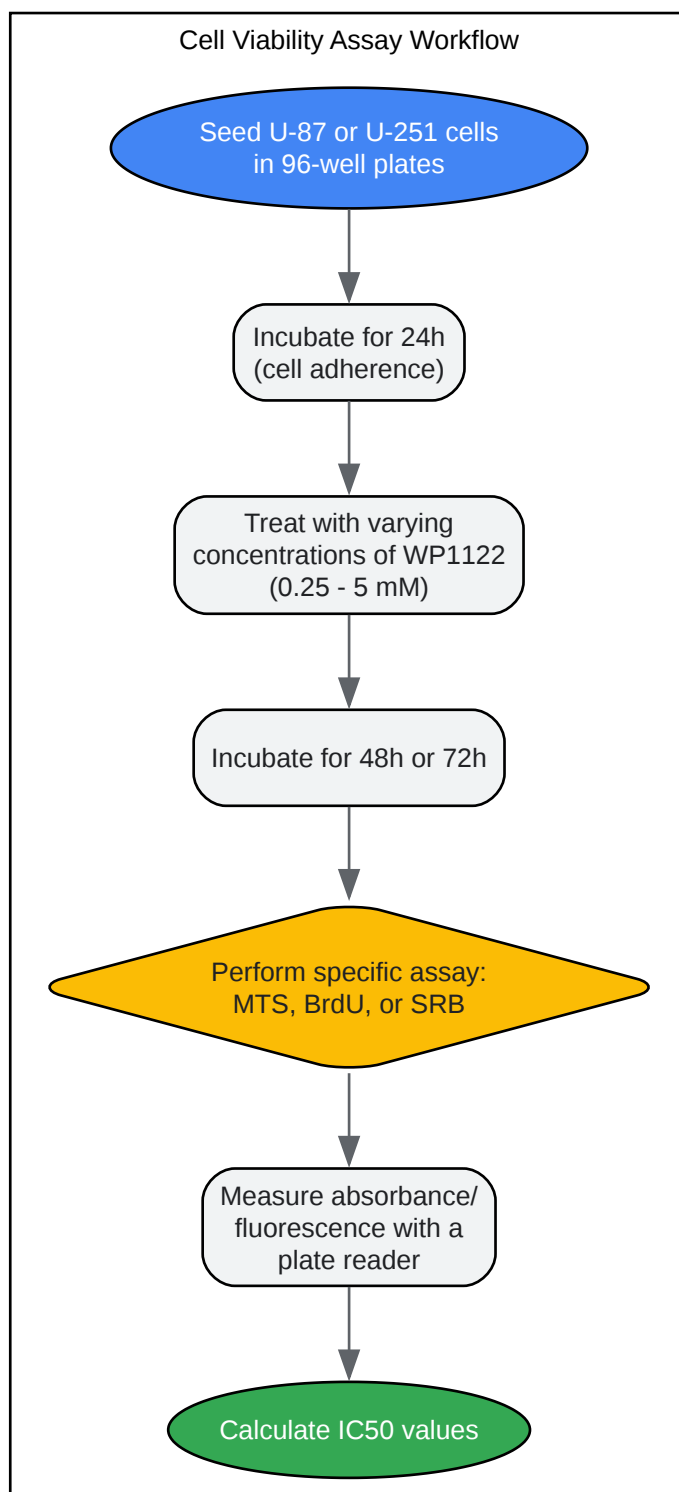 Cell Viability Assay Workflow
Seed U-87 or U-251 cells
in 96-well plates
Incubate for 24h
(cell adherence)
Treat with varying
concentrations of WP1122
(0.25 - 5 mM)
Incubate for 48h or 72h
Perform specific assay:
MTS, BrdU, or SRB
Measure absorbance/
fluorescence with a
plate reader
Calculate IC50 values